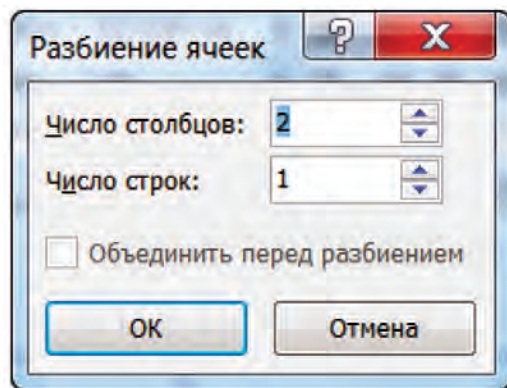 Разбиение ячеек
Число столбцов: 2
Число строк: 1
Объединить перед разбиением
ОК Отмена